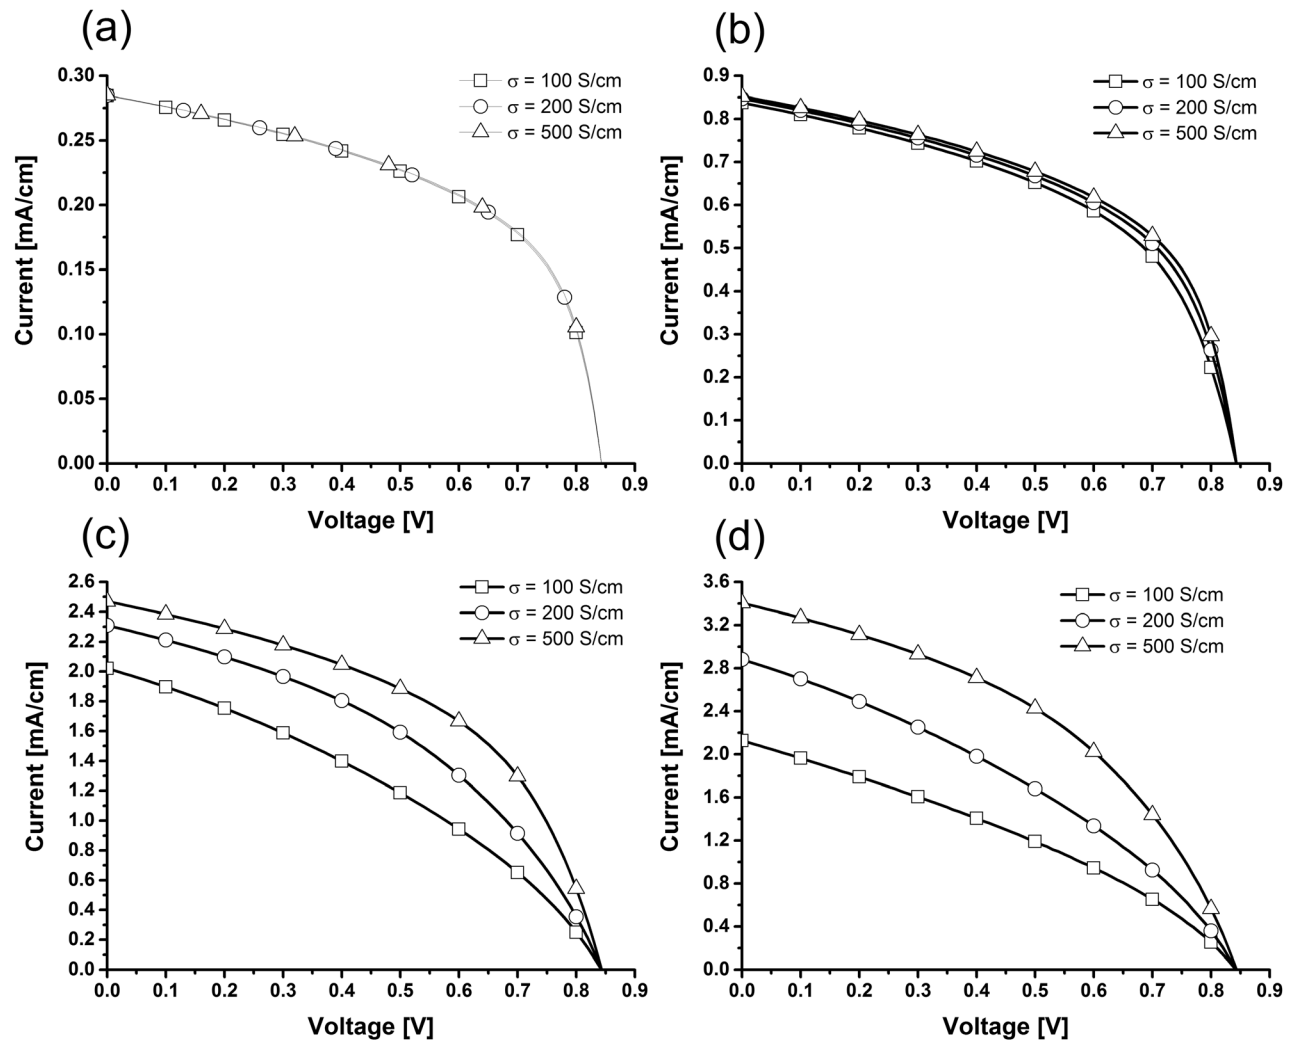 (a)
σ = 100 S/cm
σ = 200 S/cm
σ = 500 S/cm
0.30
0.25
0.20
0.15
0.10
0.05
0.00
Current [mA/cm]
0.0 0.1 0.2 0.3 0.4 0.5 0.6 0.7 0.8 0.9
Voltage [V]
(b)
σ = 100 S/cm
σ = 200 S/cm
σ = 500 S/cm
0.9
0.8
0.7
0.6
0.5
0.4
0.3
0.2
0.1
0.0
Current [mA/cm]
0.0 0.1 0.2 0.3 0.4 0.5 0.6 0.7 0.8 0.9
Voltage [V]
(c)
σ = 100 S/cm
σ = 200 S/cm
σ = 500 S/cm
2.6
2.4
2.2
2.0
1.8
1.6
1.4
1.2
1.0
0.8
0.6
0.4
0.2
0.0
Current [mA/cm]
0.0 0.1 0.2 0.3 0.4 0.5 0.6 0.7 0.8 0.9
Voltage [V]
(d)
σ = 100 S/cm
σ = 200 S/cm
σ = 500 S/cm
3.6
3.2
2.8
2.4
2.0
1.6
1.2
0.8
0.4
0.0
Current [mA/cm]
0.0 0.1 0.2 0.3 0.4 0.5 0.6 0.7 0.8 0.9
Voltage [V]